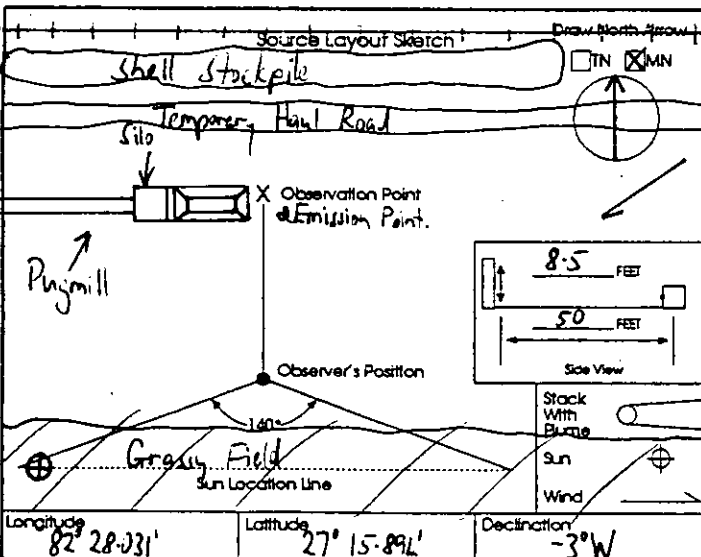 Source Layout Sketch
Draw North Arrow
Shell Stockpile
TN MN
Temporary Haul Road
Silo
X Observation Point
& Emission Point.
Pugmill
8.5 FEET
50 FEET
Side View
Observer's Position
140°
Stack
With
Plume
Grassy Field
Sun
Sun Location Line
Wind
Longitude
82° 28.031'
Latitude
27° 15.892'
Declination
-3°W